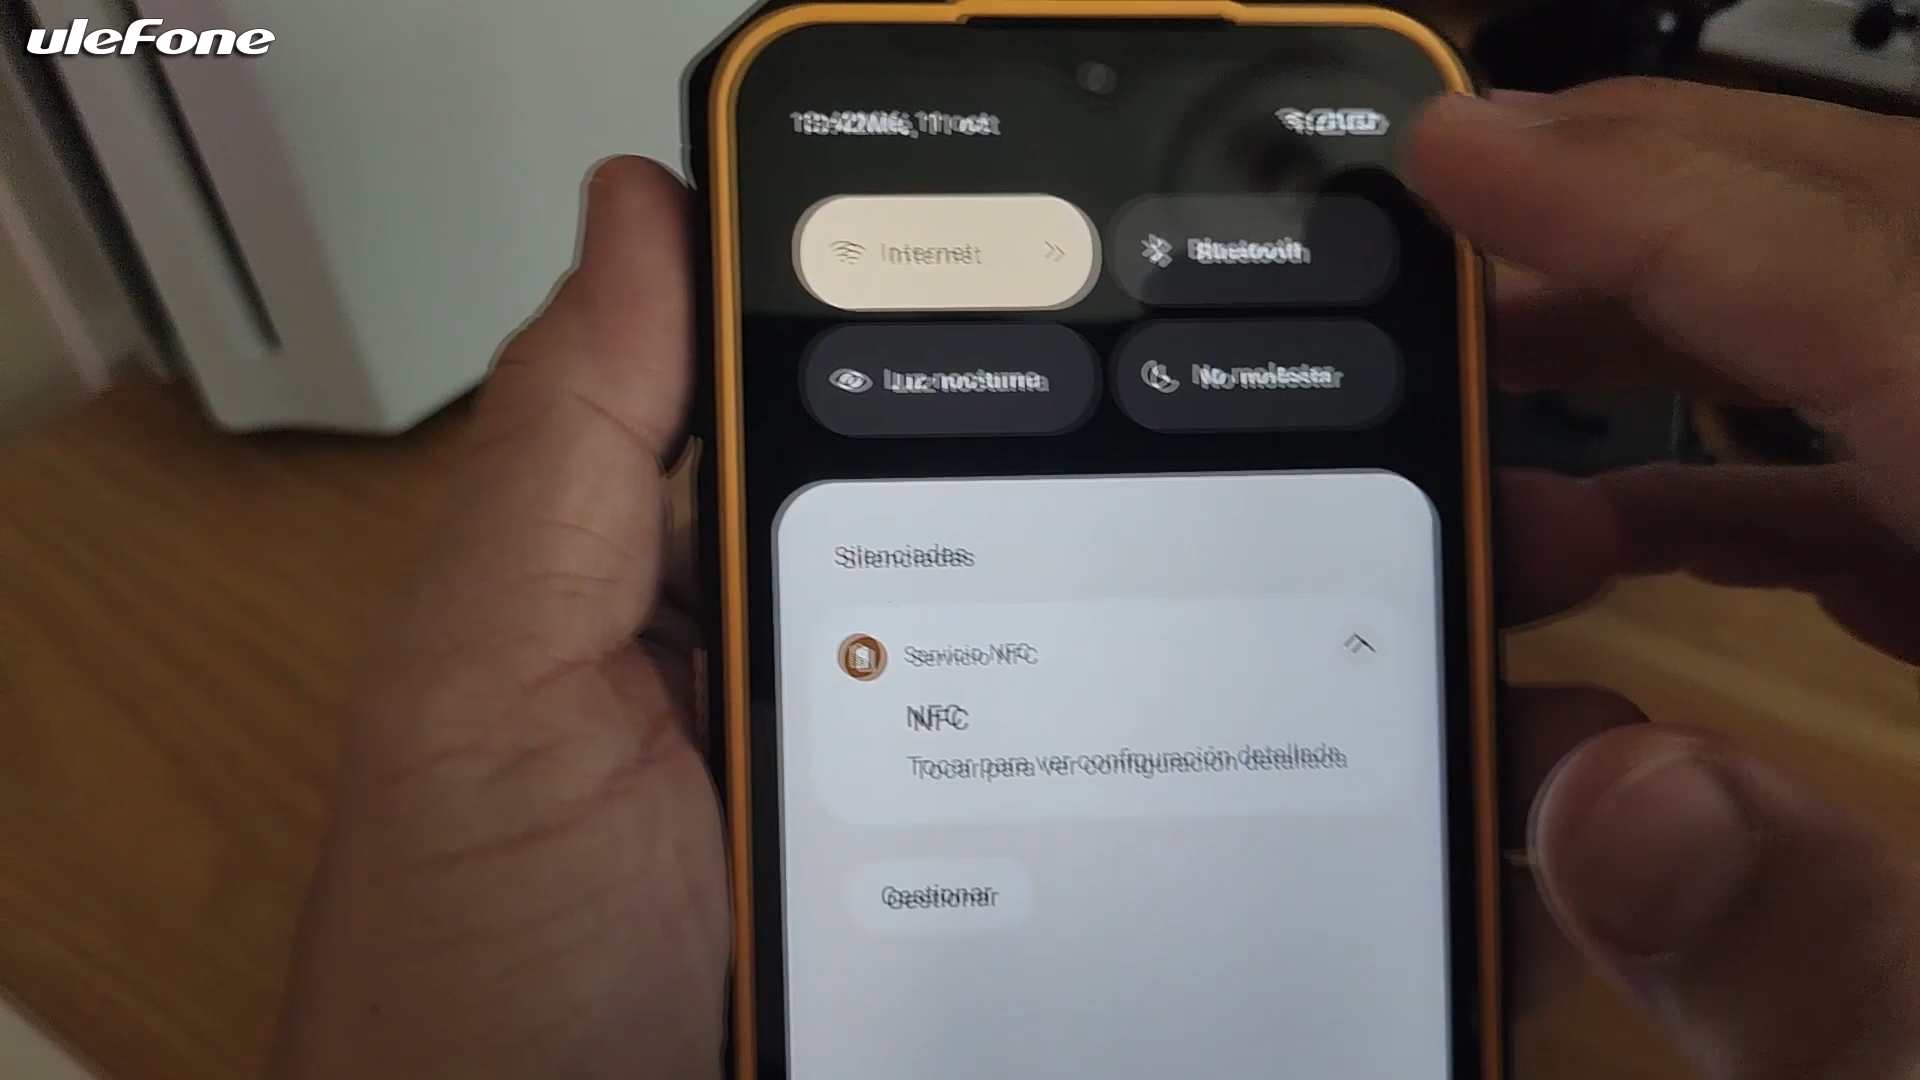 uleFone
Internet
Bluetooth
Luz nocturna
No molestar
Silenciadas
Servicio NFC
NFC
Tocar para ver configuración detallada
Gestionar